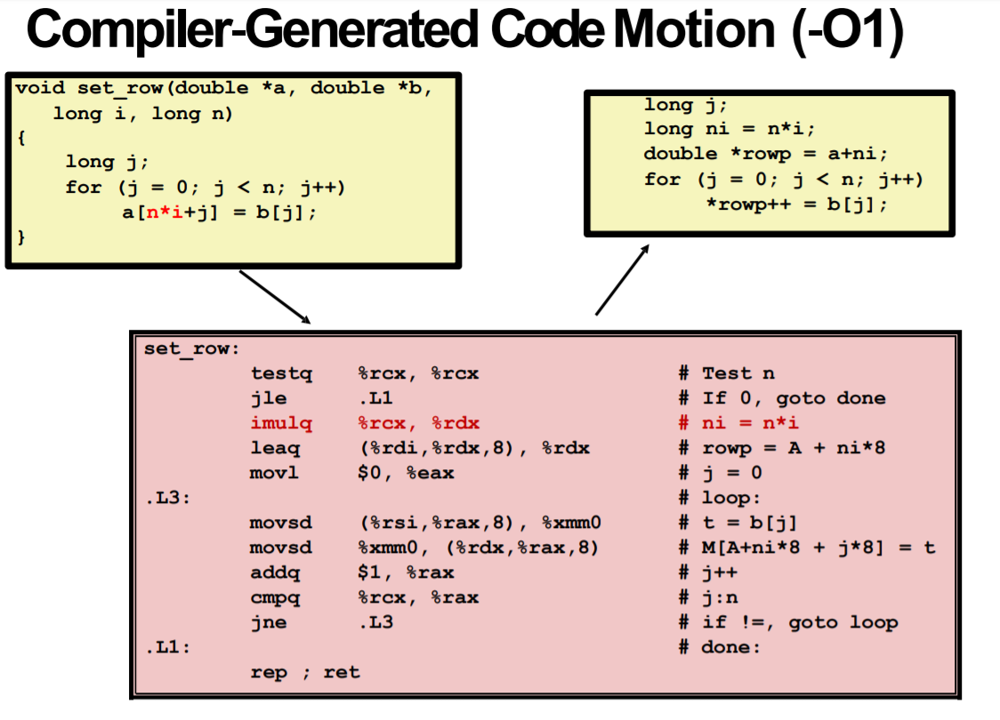 Compiler-Generated Code Motion (-O1)
void set_row(double *a, double *b,
long i, long n)
{
long j;
for (j = 0; j < n; j++)
a[n*i+j] = b[j];
}
long j;
long ni = n*i;
double *rowp = a+ni;
for (j = 0; j < n; j++)
*rowp++ = b[j];
set_row:
testq %rcx, %rcx # Test n
jle .L1 # If 0, goto done
imulq %rcx, %rdx # ni = n*i
leaq (%rdi,%rdx,8), %rdx # rowp = A + ni*8
movl $0, %eax # j = 0
.L3: # loop:
movsd (%rsi,%rax,8), %xmm0 # t = b[j]
movsd %xmm0, (%rdx,%rax,8) # M[A+ni*8 + j*8] = t
addq $1, %rax # j++
cmpq %rcx, %rax # j:n
jne .L3 # if !=, goto loop
.L1: # done:
rep ; ret